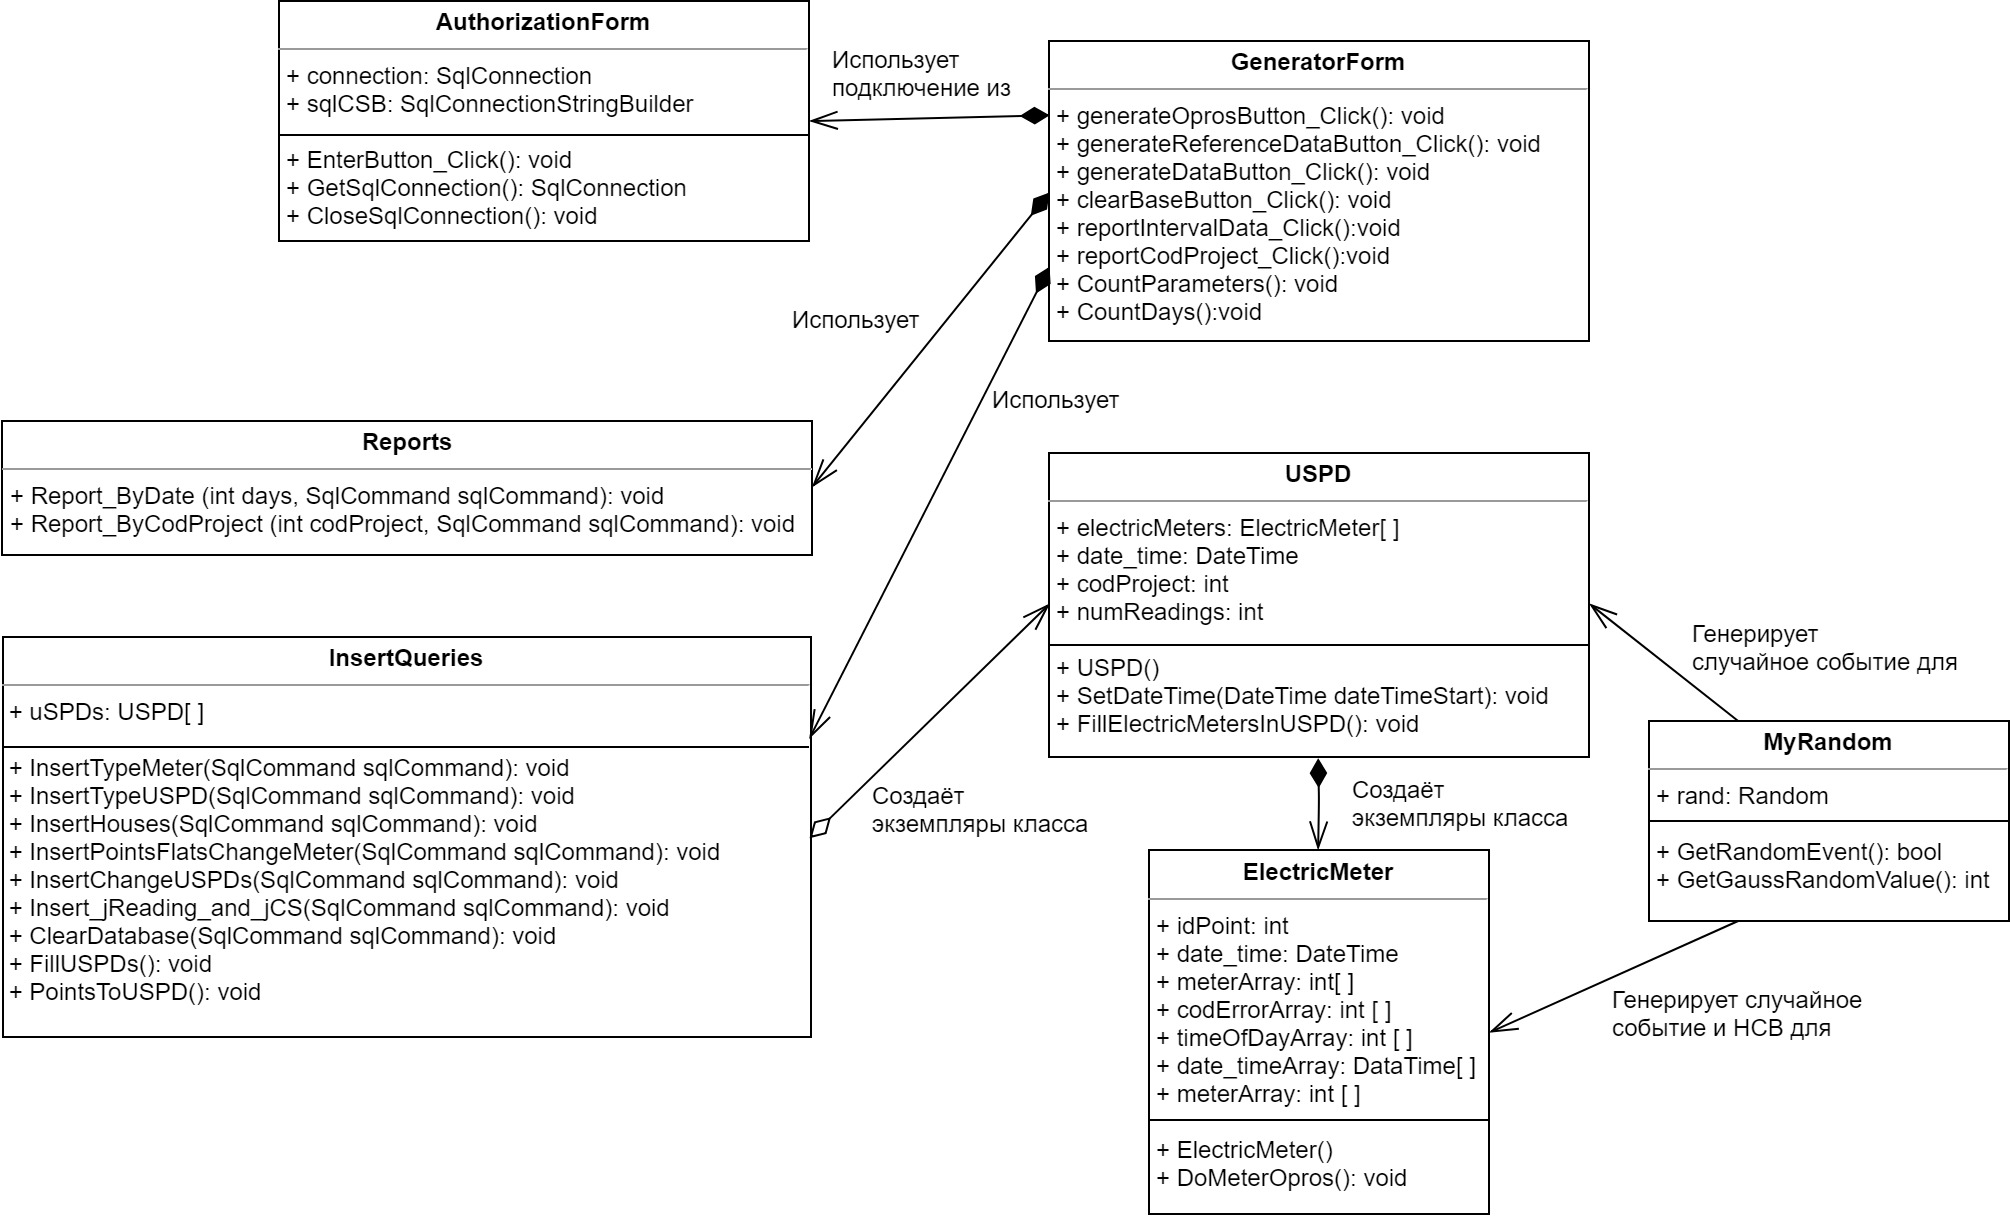 AuthorizationForm
+ connection: SqlConnection
+ sqlCSB: SqlConnectionStringBuilder
+ EnterButton_Click(): void
+ GetSqlConnection(): SqlConnection
+ CloseSqlConnection(): void
Использует
подключение из
GeneratorForm
+ generateOprosButton_Click(): void
+ generateReferenceDataButton_Click(): void
+ generateDataButton_Click(): void
+ clearBaseButton_Click(): void
+ reportIntervalData_Click():void
+ reportCodProject_Click():void
+ CountParameters(): void
+ CountDays():void
Использует
Использует
Reports
+ Report_ByDate (int days, SqlCommand sqlCommand): void
+ Report_ByCodProject (int codProject, SqlCommand sqlCommand): void
USPD
+ electricMeters: ElectricMeter[ ]
+ date_time: DateTime
+ codProject: int
+ numReadings: int
+ USPD()
+ SetDateTime(DateTime dateTimeStart): void
+ FillElectricMetersInUSPD(): void
Генерирует
случайное событие для
InsertQueries
+ uSPDs: USPD[ ]
+ InsertTypeMeter(SqlCommand sqlCommand): void
+ InsertTypeUSPD(SqlCommand sqlCommand): void
+ InsertHouses(SqlCommand sqlCommand): void
+ InsertPointsFlatsChangeMeter(SqlCommand sqlCommand): void
+ InsertChangeUSPDs(SqlCommand sqlCommand): void
+ Insert_jReading_and_jCS(SqlCommand sqlCommand): void
+ ClearDatabase(SqlCommand sqlCommand): void
+ FillUSPDs(): void
+ PointsToUSPD(): void
Создаёт
экземпляры класса
Создаёт
экземпляры класса
MyRandom
+ rand: Random
+ GetRandomEvent(): bool
+ GetGaussRandomValue(): int
ElectricMeter
+ idPoint: int
+ date_time: DateTime
+ meterArray: int[ ]
+ codErrorArray: int [ ]
+ timeOfDayArray: int [ ]
+ date_timeArray: DataTime[ ]
+ meterArray: int [ ]
+ ElectricMeter()
+ DoMeterOpros(): void
Генерирует случайное
событие и НСВ для